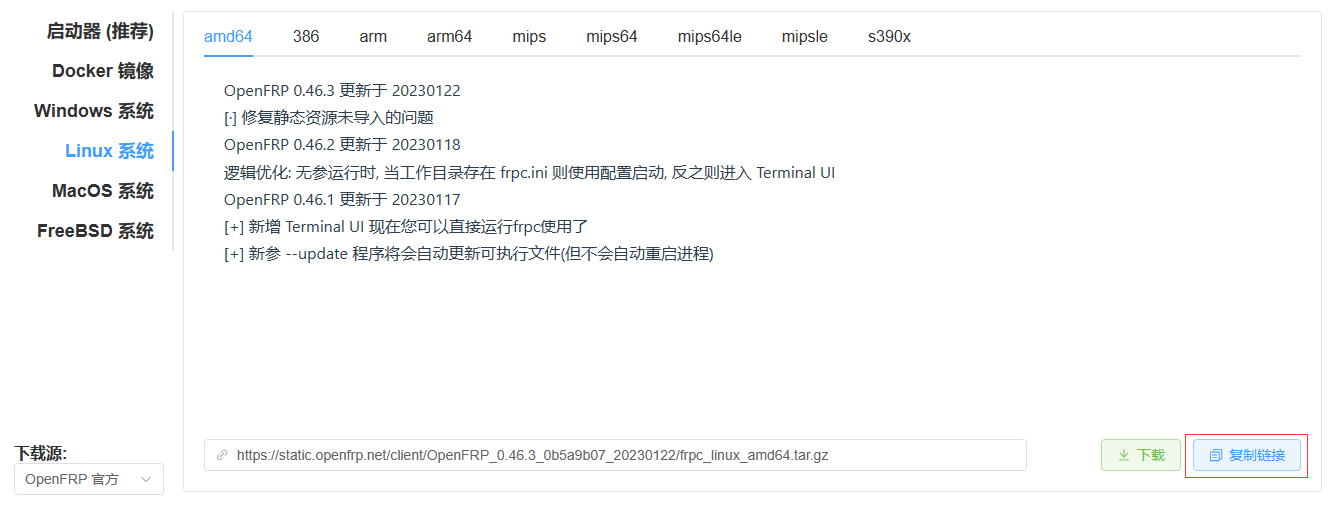 启动器 (推荐)
Docker 镜像
Windows 系统
Linux 系统
MacOS 系统
FreeBSD 系统
下载源:
OpenFRP 官方
amd64 386 arm arm64 mips mips64 mips64le mipsle s390x
OpenFRP 0.46.3 更新于 20230122
[·] 修复静态资源未导入的问题
OpenFRP 0.46.2 更新于 20230118
逻辑优化: 无参运行时, 当工作目录存在 frpc.ini 则使用配置启动, 反之则进入 Terminal UI
OpenFRP 0.46.1 更新于 20230117
[+] 新增 Terminal UI 现在您可以直接运行frpc使用了
[+] 新参 --update 程序将会自动更新可执行文件(但不会自动重启进程)
https://static.openfrp.net/client/OpenFRP_0.46.3_0b5a9b07_20230122/frpc_linux_amd64.tar.gz
下载
复制链接